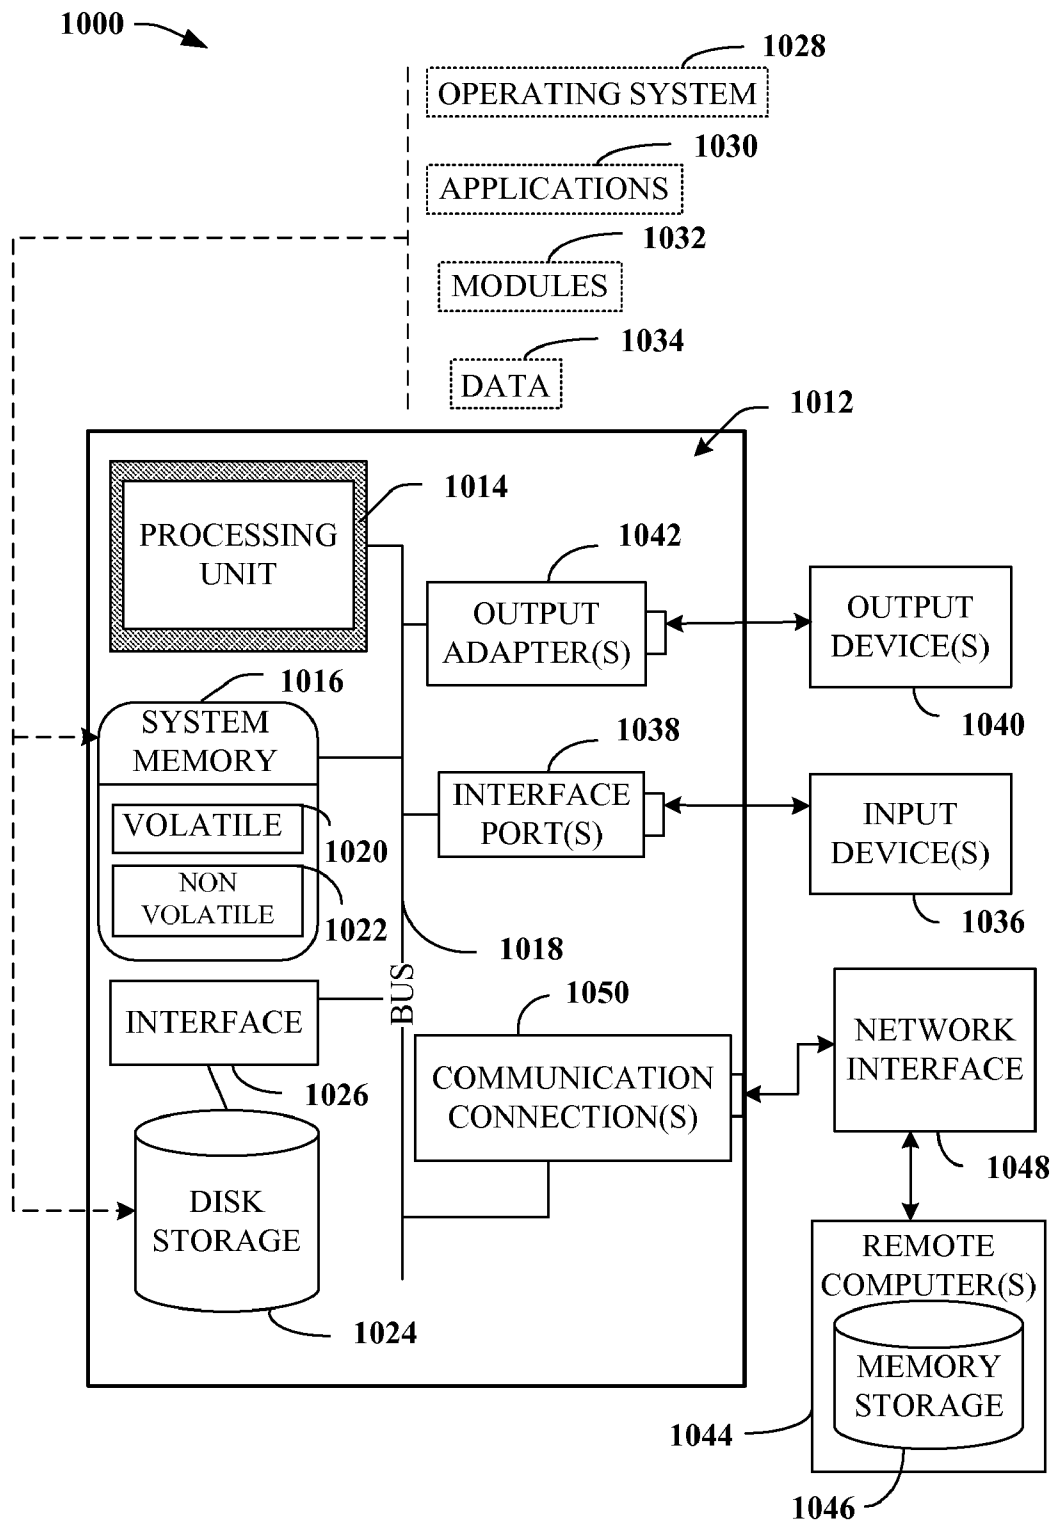 1000
1028
OPERATING SYSTEM
1030
APPLICATIONS
1032
MODULES
1034
DATA
1012
1014
PROCESSING
UNIT
1042
OUTPUT
ADAPTER(S)
OUTPUT
DEVICE(S)
1040
1016
SYSTEM
MEMORY
VOLATILE
1020
NON
VOLATILE
1022
1038
INTERFACE
PORT(S)
INPUT
DEVICE(S)
1036
1018
BUS
INTERFACE
1026
1050
COMMUNICATION
CONNECTION(S)
NETWORK
INTERFACE
1048
DISK
STORAGE
1024
REMOTE
COMPUTER(S)
MEMORY
STORAGE
1044
1046